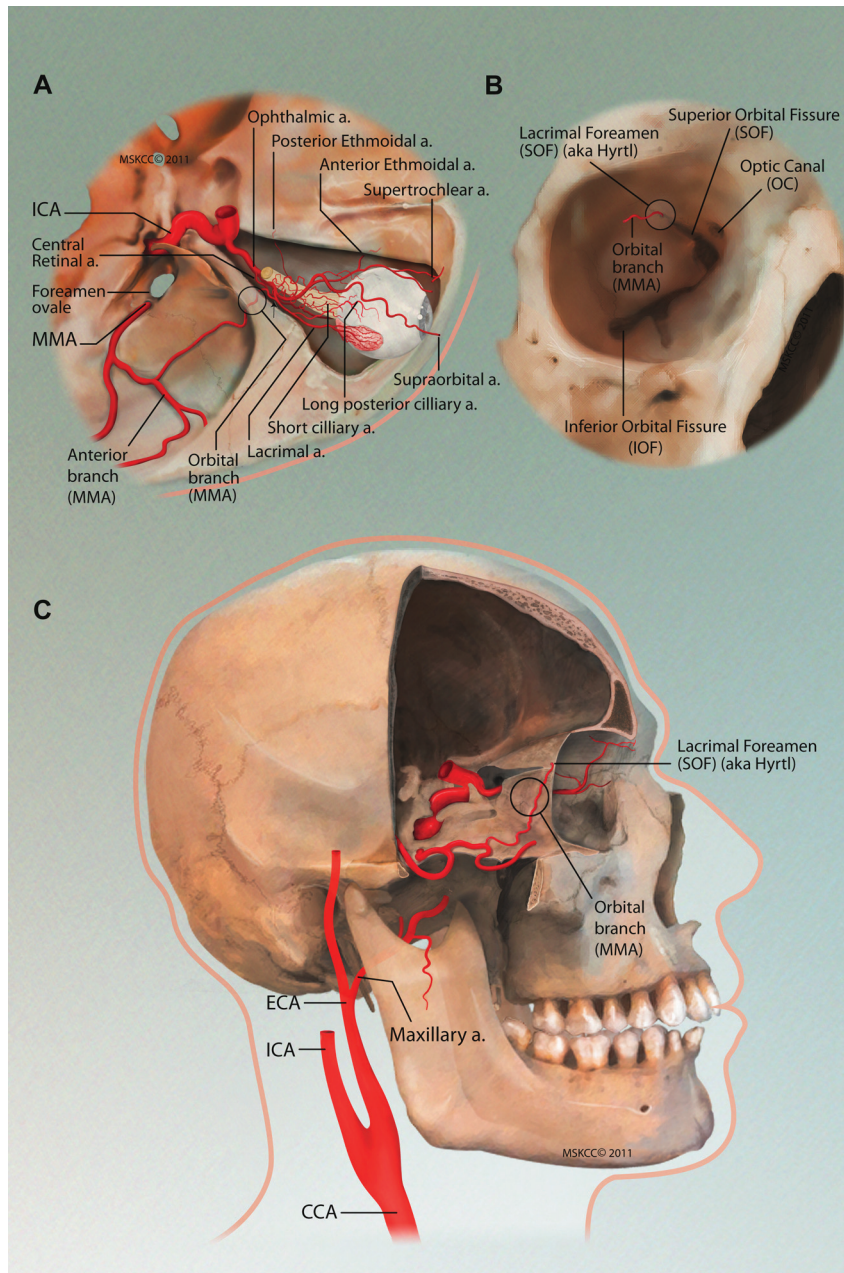 A
Ophthalmic a.
Posterior Ethmoidal a.
MSKCC© 2011
Anterior Ethmoidal a.
Supertrochlear a.
ICA
Central
Retinal a.
Foreamen
ovale
MMA
Supraorbital a.
Long posterior cilliary a.
Short cilliary a.
Lacrimal a.
Orbital
branch
(MMA)
Anterior
branch
(MMA)
B
Superior Orbital Fissure
(SOF)
Lacrimal Foreamen
(SOF) (aka Hyrtl)
Optic Canal
(OC)
Orbital
branch
(MMA)
MSKCC© 2011
Inferior Orbital Fissure
(IOF)
C
Lacrimal Foreamen
(SOF) (aka Hyrtl)
Orbital
branch
(MMA)
ECA
Maxillary a.
ICA
MSKCC© 2011
CCA